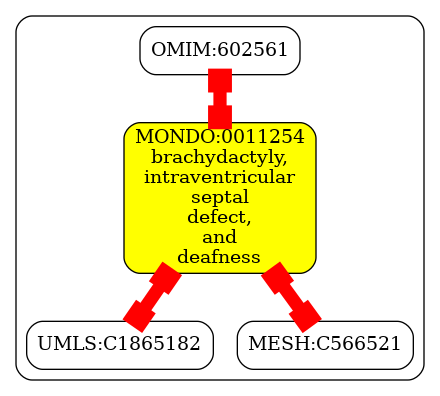 OMIM:602561
MONDO:0011254
brachydactyly,
intraventricular
septal
defect,
and
deafness
UMLS:C1865182
MESH:C566521